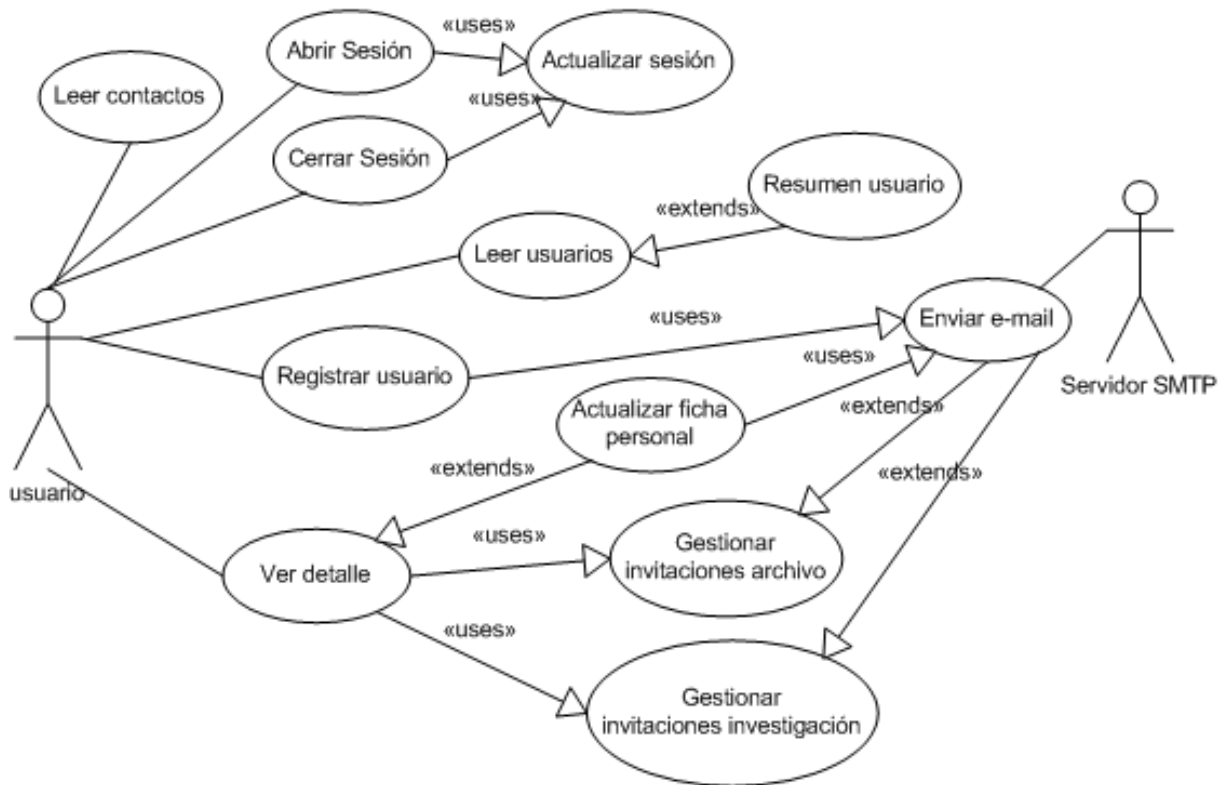 «uses»
Abrir Sesión
Actualizar sesión
Leer contactos
«uses»
Cerrar Sesión
Resumen usuario
«extends»
Leer usuarios
«uses»
Enviar e-mail
«uses»
Registrar usuario
Servidor SMTP
Actualizar ficha
personal
«extends»
«extends»
«extends»
usuario
«uses»
Gestionar
invitaciones archivo
Ver detalle
«uses»
Gestionar
invitaciones investigación